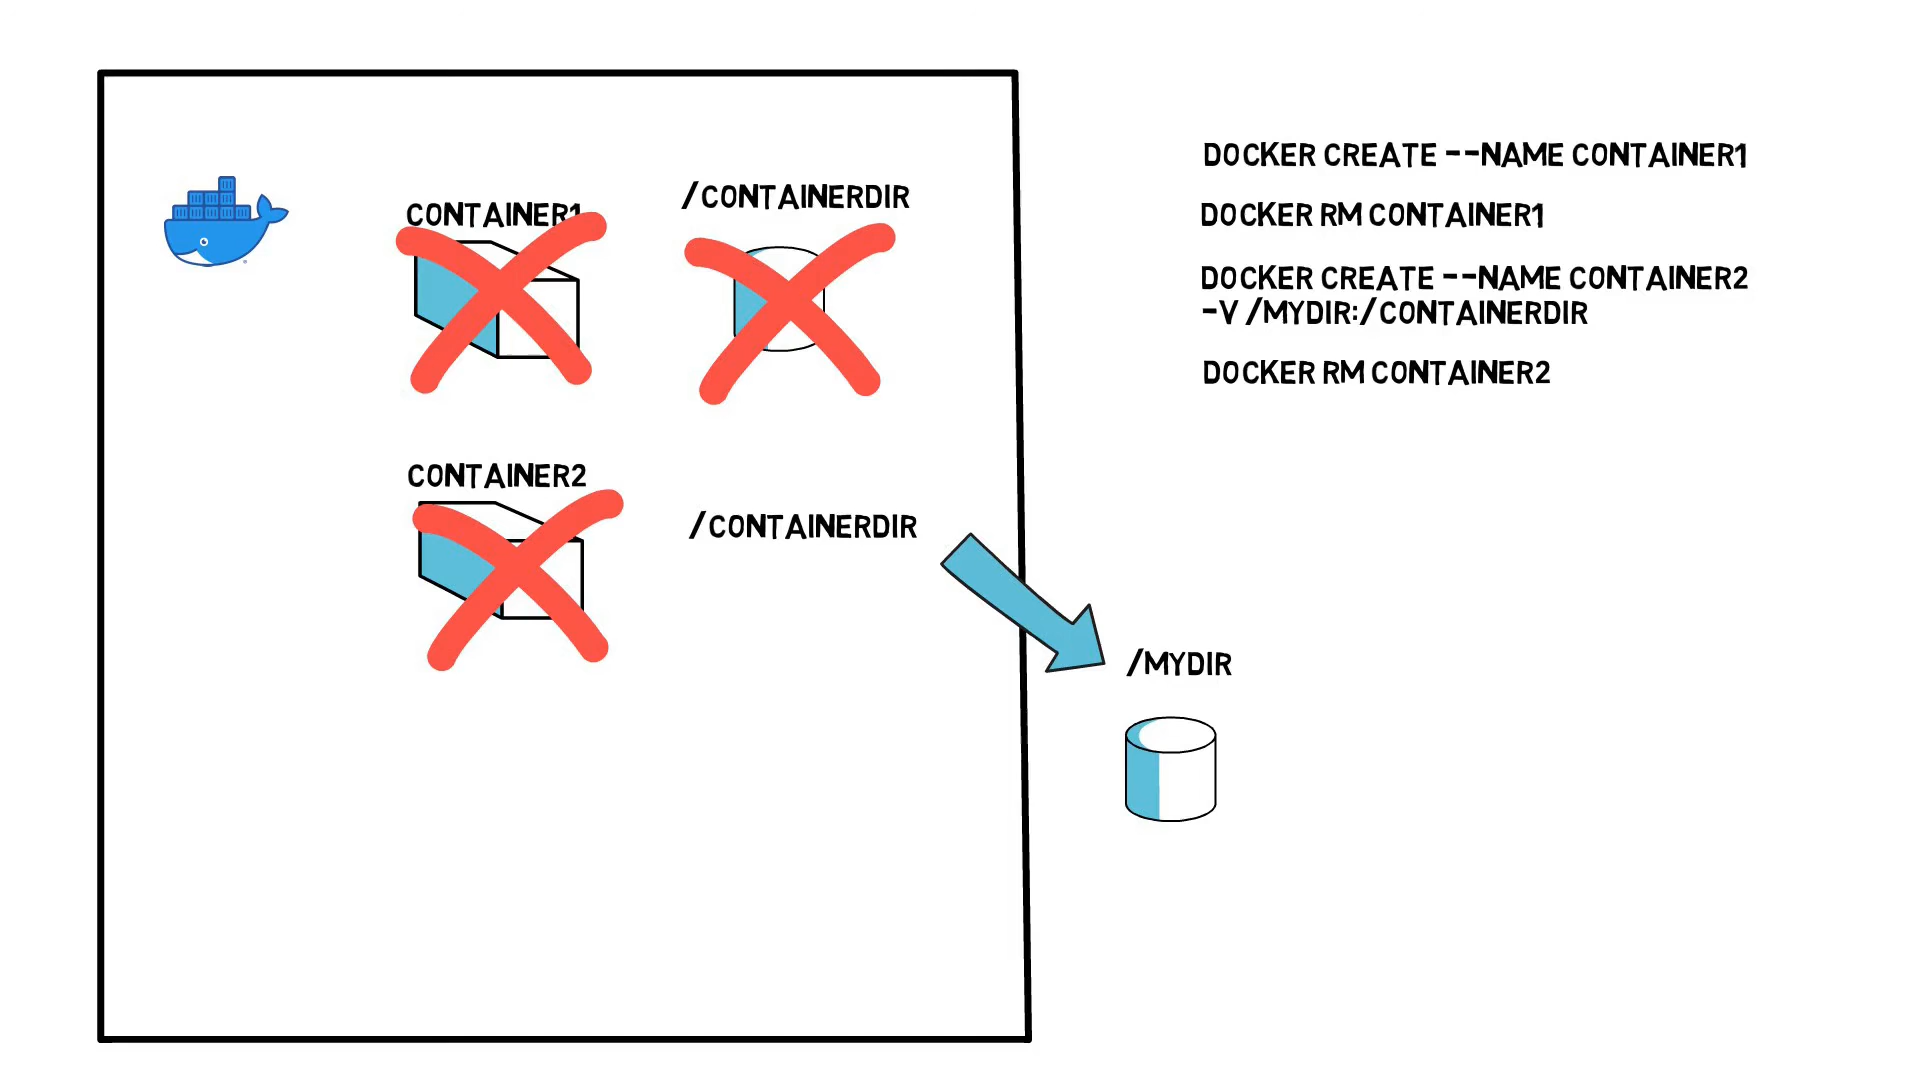 DOCKER CREATE --NAME CONTAINER1
DOCKER RM CONTAINER1
DOCKER CREATE --NAME CONTAINER2
-V /MYDIR:/CONTAINERDIR
DOCKER RM CONTAINER2
CONTAINER1
/CONTAINERDIR
CONTAINER2
/CONTAINERDIR
/MYDIR